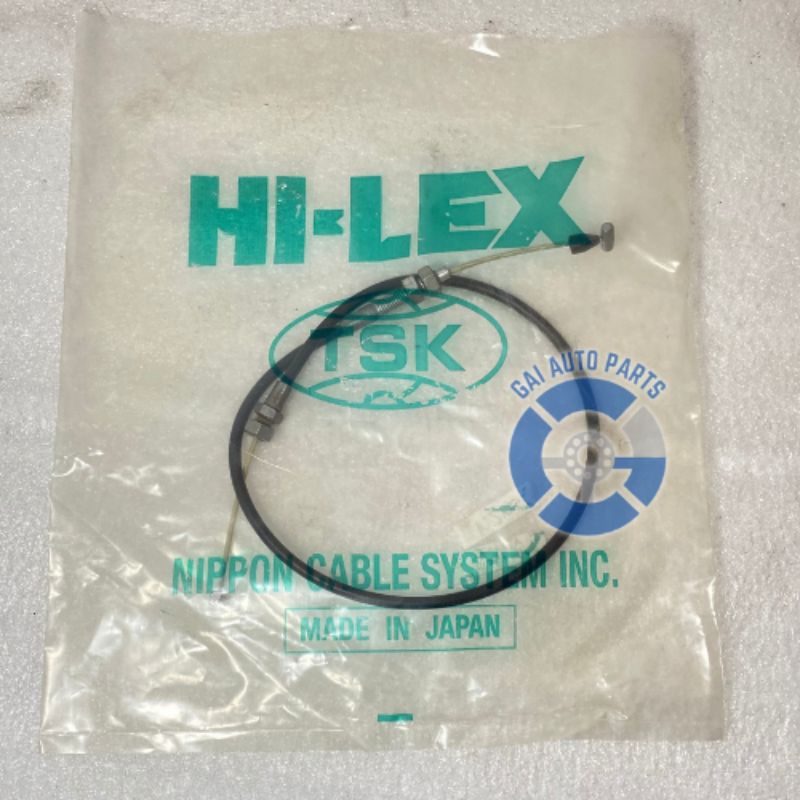 HI-LEX
TSK
GAI AUTO PARTS
NIPPON CABLE SYSTEM INC.
MADE IN JAPAN